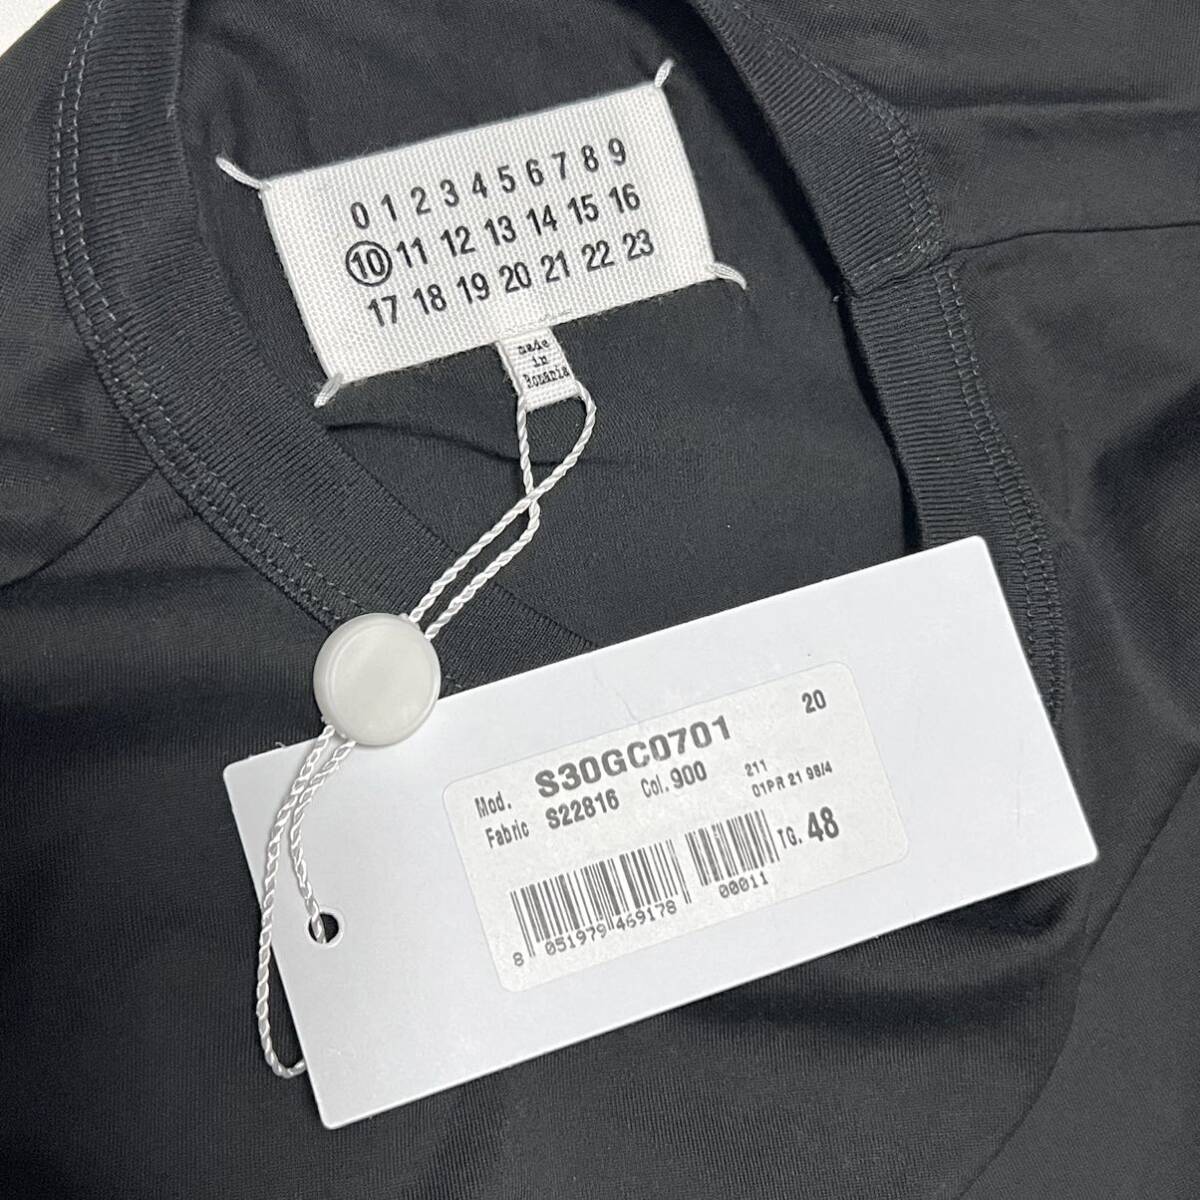 0 1 2 3 4 5 6 7 8 9
10 11 12 13 14 15 16
17 18 19 20 21 22 23
made
in
Romania
20
Mod. S30GC0701
Fabric S22816 Col. 900 211
01PR 21 98/4
TG. 48
00011
8 051979 469178